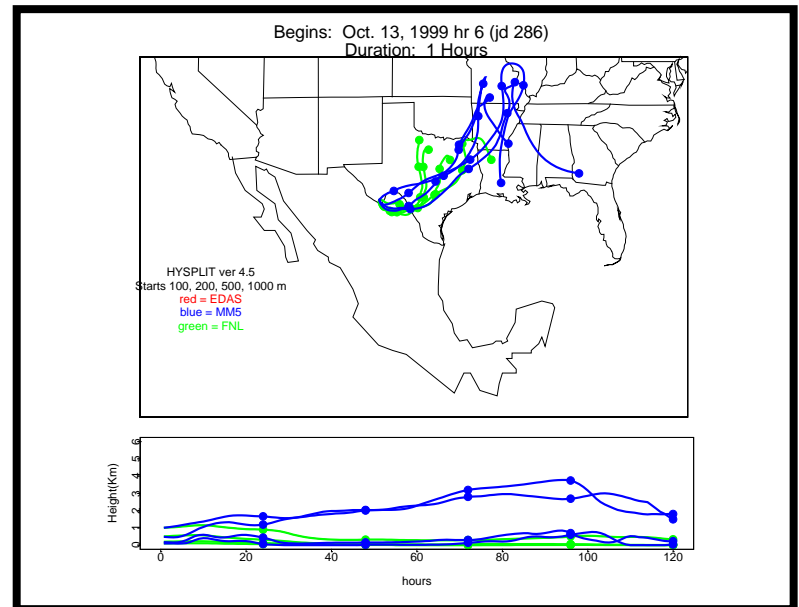 Begins: Oct. 13, 1999 hr 6 (jd 286)
Duration: 1 Hours
HYSPLIT ver 4.5
Starts 100, 200, 500, 1000 m
red = EDAS
blue = MM5
green = FNL
Height(Km)
6
5
4
3
2
1
0
0 20 40 60 80 100 120
hours